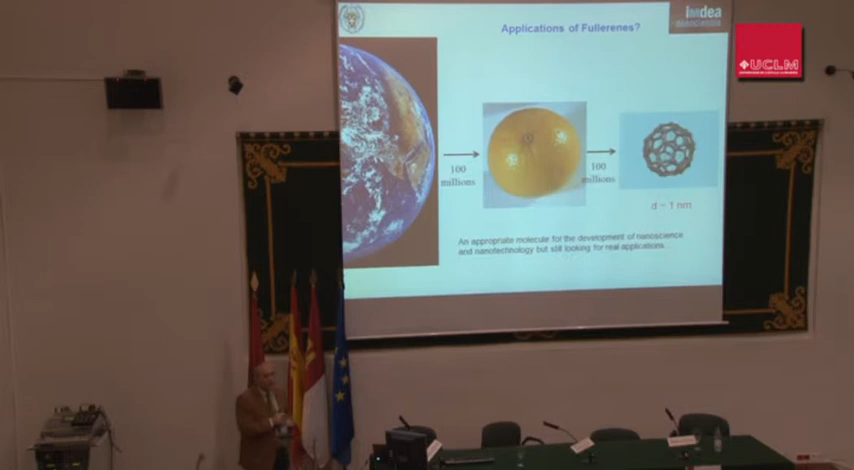 Applications of Fullerenes?
imdea
nanociencia
UCLM
100
millions
100
millions
d ~ 1 nm
An appropriate molecule for the development of nanoscience
and nanotechnology but still looking for real applications.